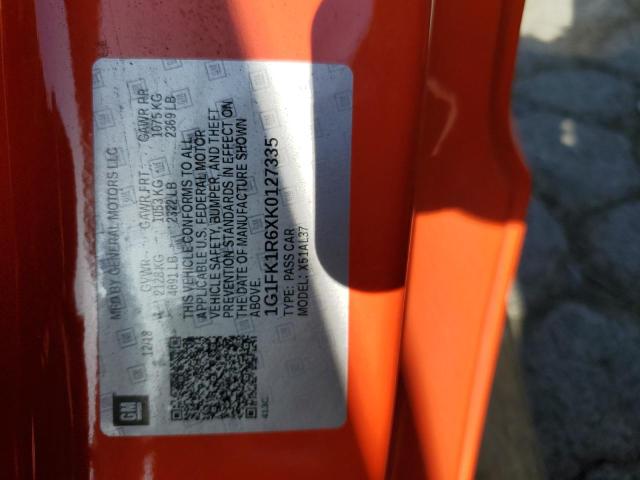 GM
MFD BY GENERAL MOTORS LLC
12/18 GVWR GAWR FRT GAWR RR
2128 KG 1053 KG 1075 KG
4691 LB 2322 LB 2369 LB
THIS VEHICLE CONFORMS TO ALL
APPLICABLE U.S. FEDERAL MOTOR
VEHICLE SAFETY, BUMPER, AND THEFT
PREVENTION STANDARDS IN EFFECT ON
THE DATE OF MANUFACTURE SHOWN
ABOVE.
1G1FK1R6XK0127335
TYPE: PASS CAR
MODEL: X51AL37
413C